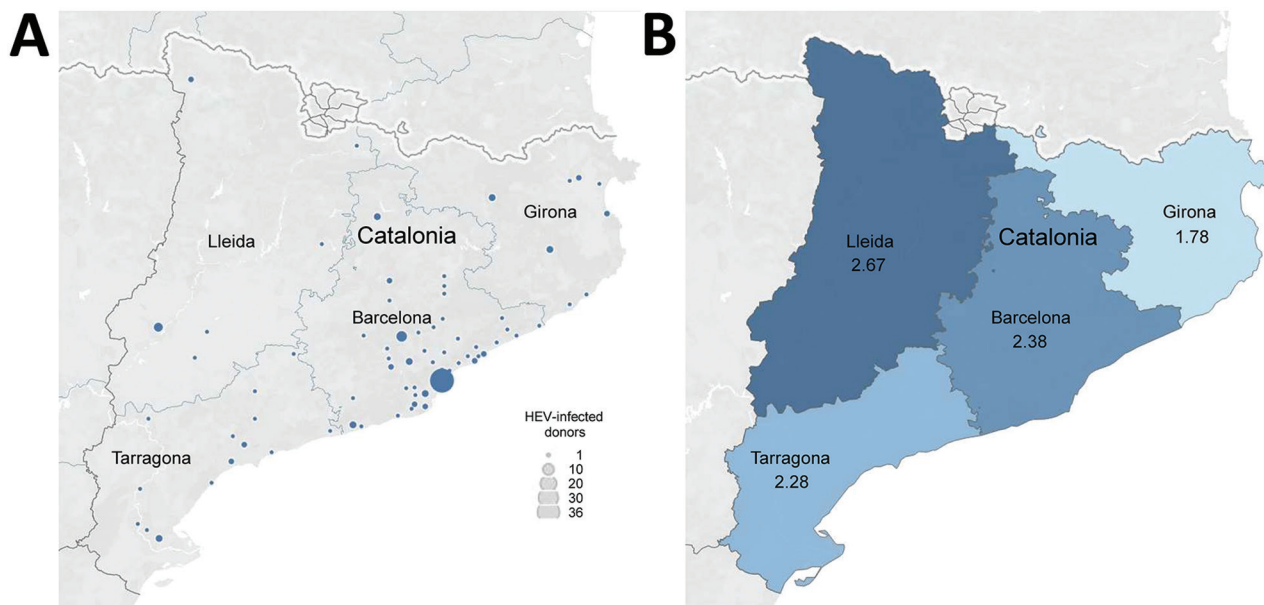 A
Lleida
Catalonia
Girona
Barcelona
Tarragona
HEV-infected
donors
1
10
20
30
36
B
Lleida
2.67
Catalonia
Girona
1.78
Barcelona
2.38
Tarragona
2.28